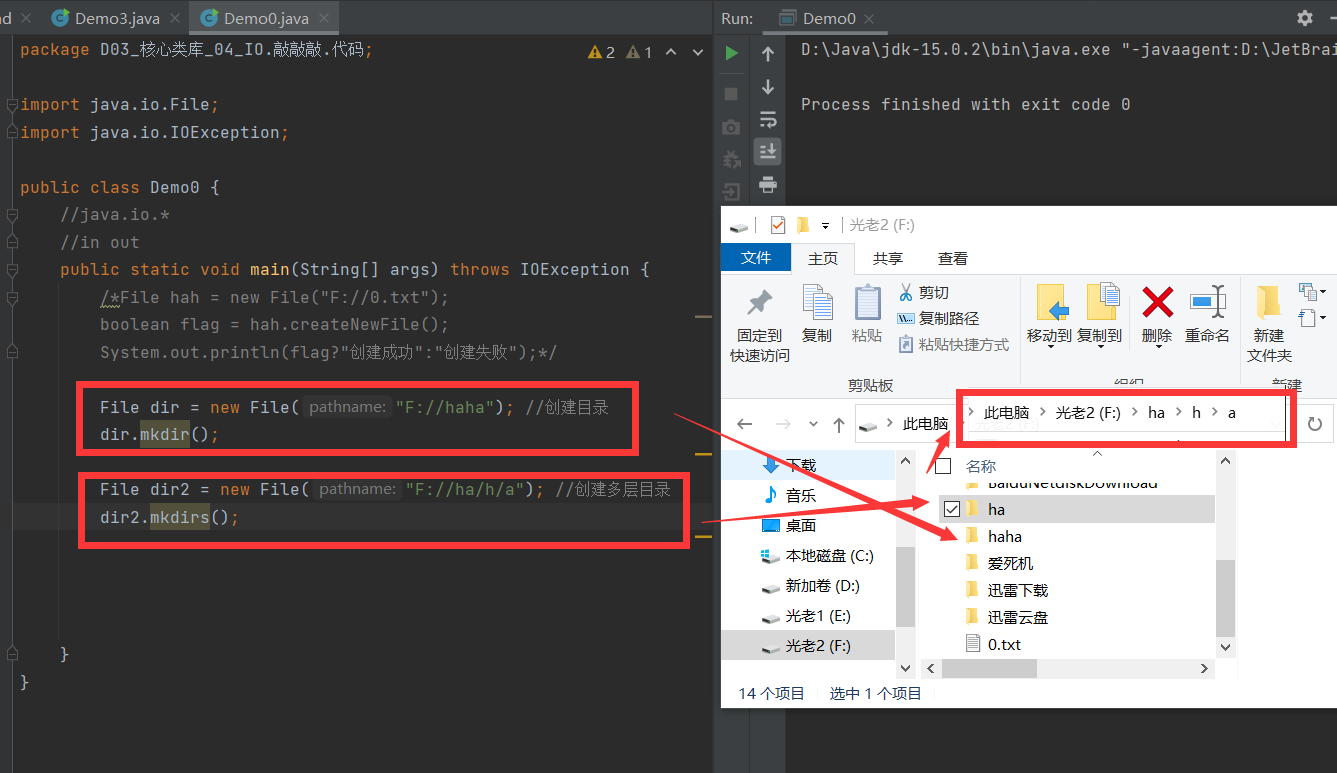 nd
Demo3.java
Demo0.java
package D03_核心类库_04_IO.敲敲敲.代码;
2
1
import java.io.File;
import java.io.IOException;
public class Demo0 {
//java.io.*
//in out
public static void main(String[] args) throws IOException {
/*File hah = new File("F://0.txt");
boolean flag = hah.createNewFile();
System.out.println(flag?"创建成功":"创建失败");*/
File dir = new File( pathname: "F://haha"); //创建目录
dir.mkdir();
File dir2 = new File( pathname: "F://ha/h/a"); //创建多层目录
dir2.mkdirs();
}
}
Run:
Demo0
D:\Java\jdk-15.0.2\bin\java.exe "-javaagent:D:\JetBrai
Process finished with exit code 0
光老2 (F:)
文件
主页
共享
查看
固定到
快速访问
复制
粘贴
剪切
复制路径
粘贴快捷方式
移动到
复制到
删除
重命名
新建
文件夹
剪贴板
组织
新建
此电脑
此电脑 光老2 (F:) ha h a
下载
音乐
桌面
本地磁盘 (C:)
新加卷 (D:)
光老1 (E:)
光老2 (F:)
名称
BaiduNetdiskDownload
ha
haha
爱死机
迅雷下载
迅雷云盘
0.txt
14 个项目
选中 1 个项目